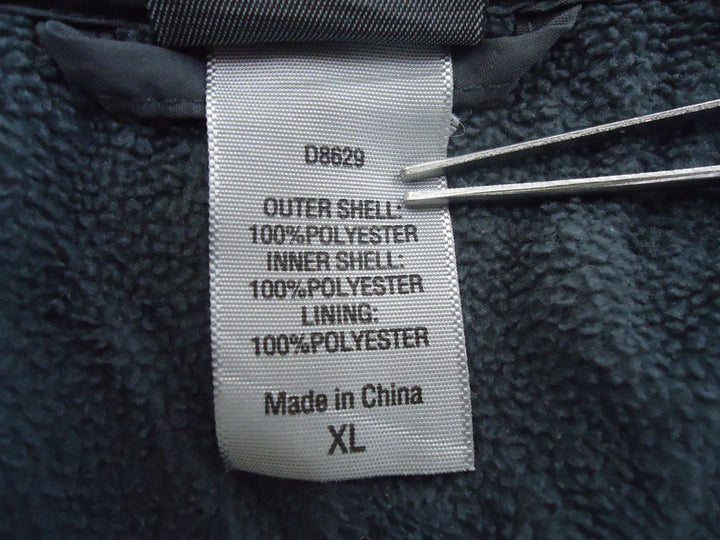 D8629
OUTER SHELL:
100%POLYESTER
INNER SHELL:
100%POLYESTER
LINING:
100%POLYESTER
Made in China
XL